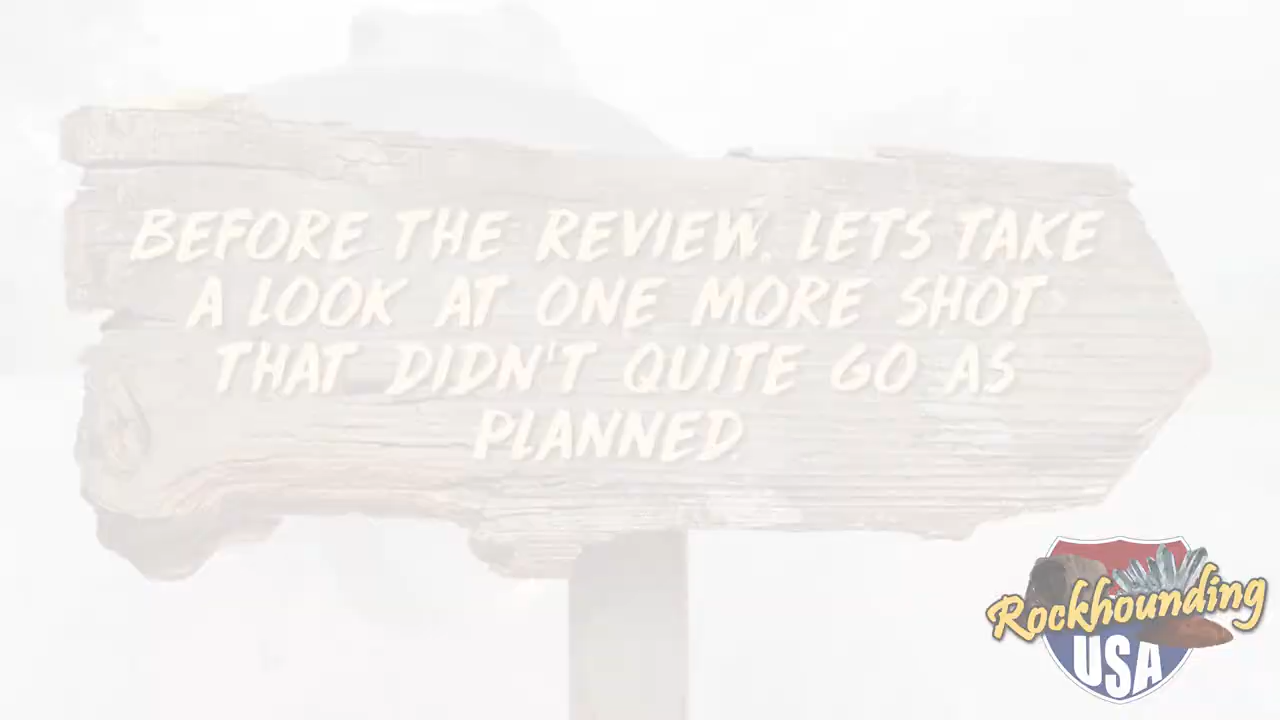 BEFORE THE REVIEW. LETS TAKE
A LOOK AT ONE MORE SHOT
THAT DIDN'T QUITE GO AS
PLANNED.
Rockhounding
USA